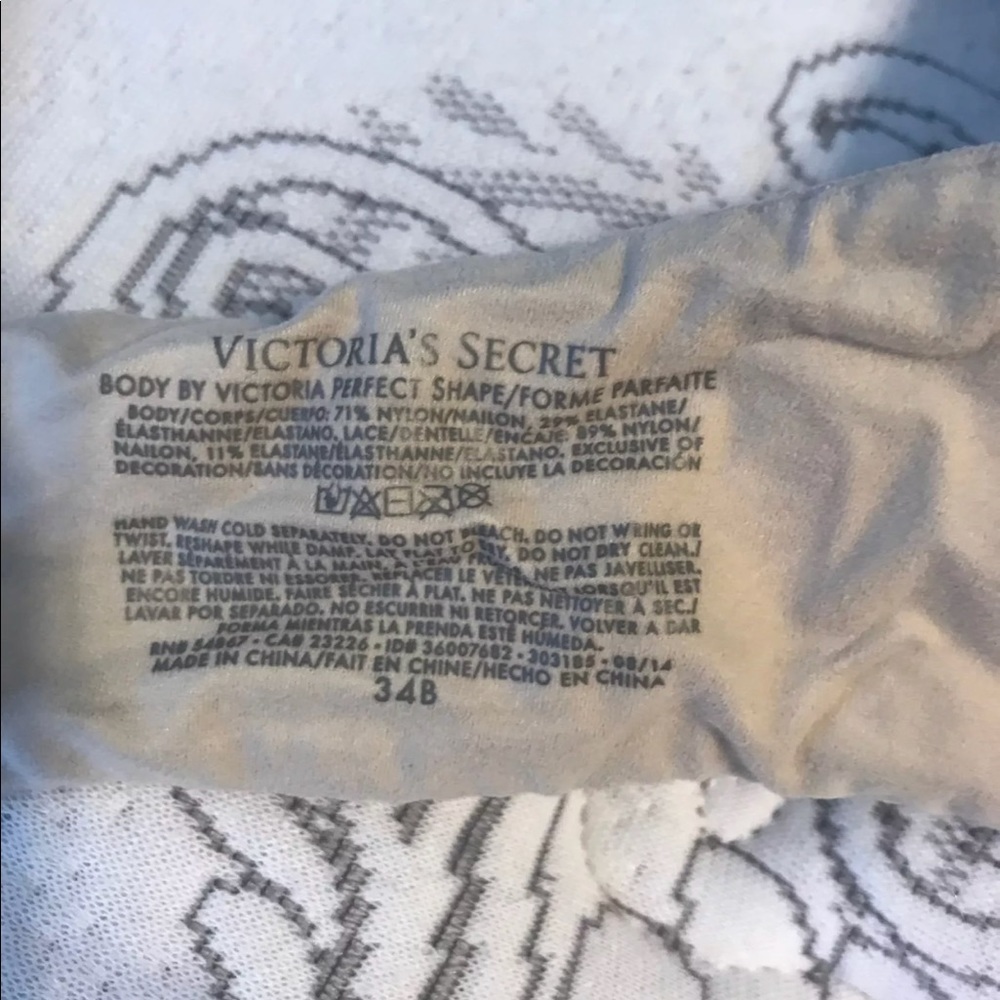 VICTORIA'S SECRET
BODY BY VICTORIA PERFECT SHAPE/FORME PARFAITE
BODY/CORPS/CUERPO: 71% NYLON/NAILON, 29% ELASTANE/
ÉLASTHANNE/ELASTANO. LACE/DENTELLE/ENCAJE: 89% NYLON/
NAILON, 11% ELASTANE/ÉLASTHANNE/ELASTANO. EXCLUSIVE OF
DECORATION/SANS DÉCORATION/NO INCLUYE LA DECORACIÓN
HAND WASH COLD SEPARATELY. DO NOT BLEACH. DO NOT WRING OR
TWIST. RESHAPE WHILE DAMP. LAY FLAT TO DRY. DO NOT DRY CLEAN./
LAVER SÉPARÉMENT À LA MAIN, À L'EAU NE PAS JAVELLISER.
NE PAS TORDRE NI ESSORER. REPLACER LE LORSQU'IL EST
ENCORE HUMIDE. FAIRE SÉCHER À PLAT. NE PAS NETTOYER À SEC./
LAVAR POR SEPARADO. NO ESCURRIR NI RETORCER. VOLVER A DAR
FORMA MIENTRAS LA PRENDA ESTÉ HÚMEDA.
RN# 54867 - CA# 23226 - ID# 36007682 - 303185 - 08/14
MADE IN CHINA/FAIT EN CHINE/HECHO EN CHINA
34B